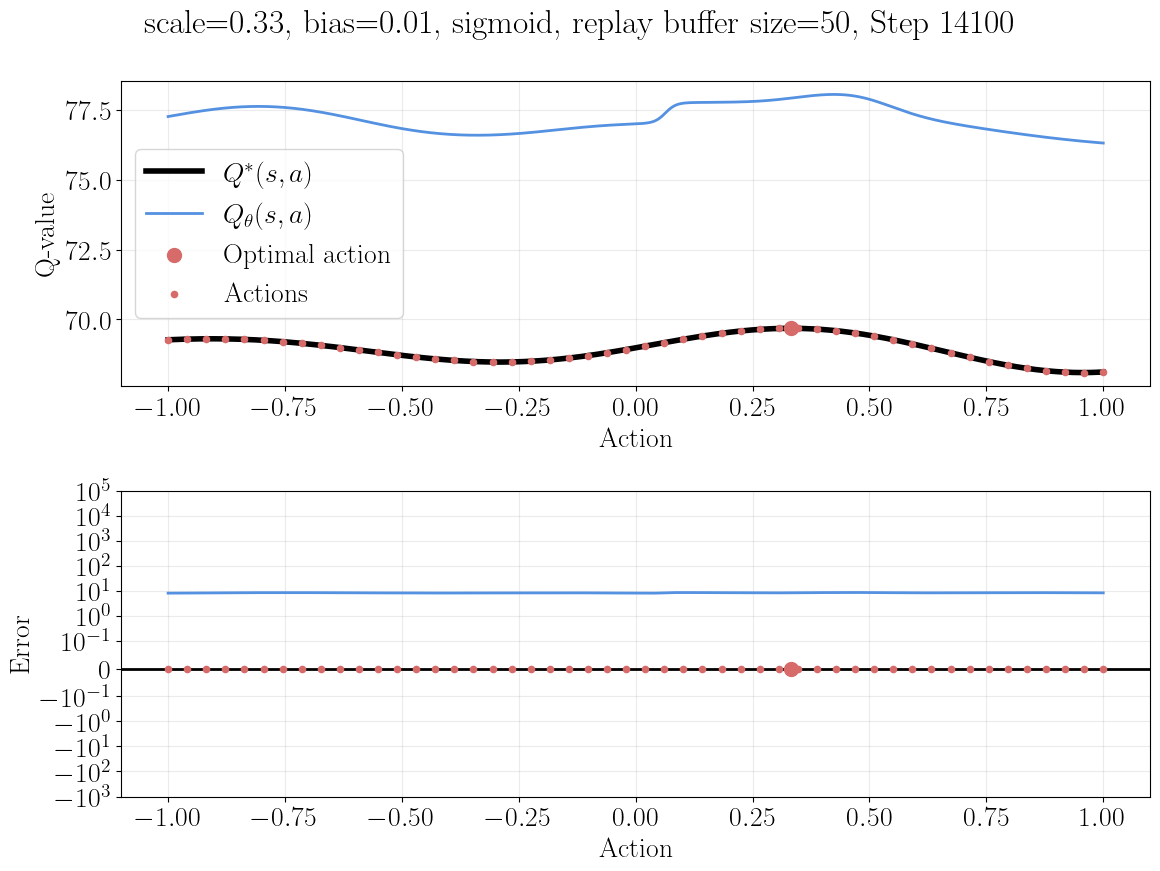 scale=0.33, bias=0.01, sigmoid, replay buffer size=50, Step 14100
77.5
75.0
72.5
70.0
Q-value
Q*(s, a)
Q_θ(s, a)
Optimal action
Actions
−1.00 −0.75 −0.50 −0.25 0.00 0.25 0.50 0.75 1.00
Action
10^5
10^4
10^3
10^2
10^1
10^0
10^−1
0
−10^−1
−10^0
−10^1
−10^2
−10^3
Error
−1.00 −0.75 −0.50 −0.25 0.00 0.25 0.50 0.75 1.00
Action